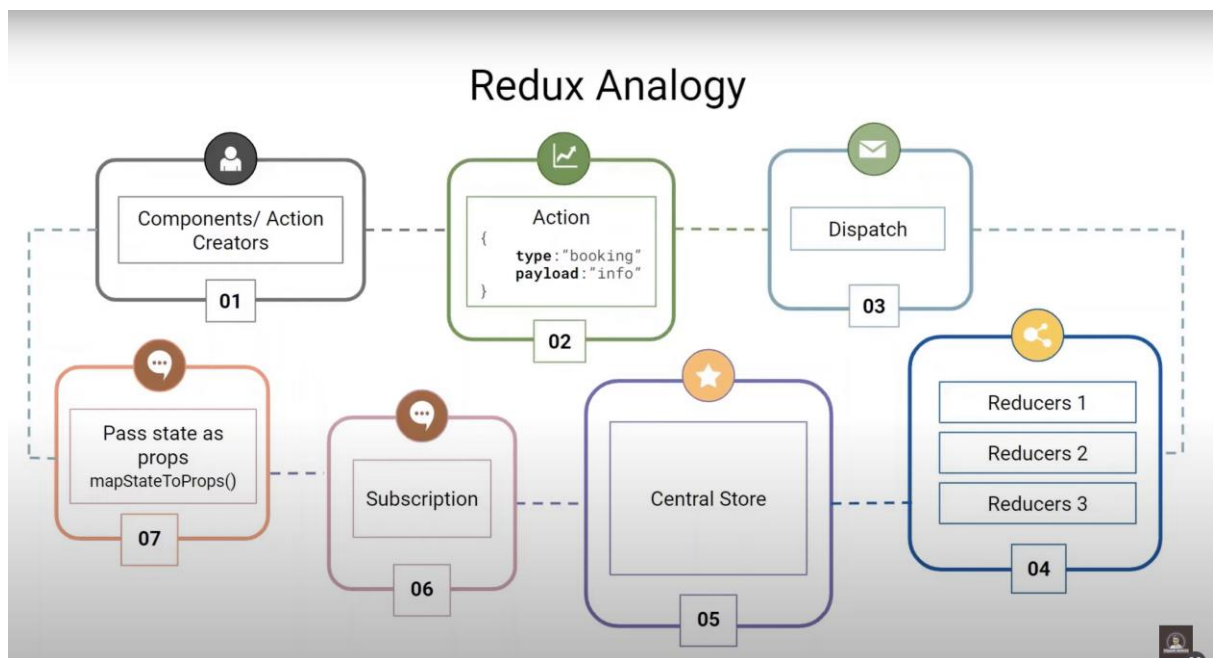 Redux Analogy
Components/ Action
Creators
01
Action
{
type:"booking"
payload:"info"
}
02
Dispatch
03
Reducers 1
Reducers 2
Reducers 3
04
Central Store
05
Subscription
06
Pass state as
props
mapStateToProps()
07